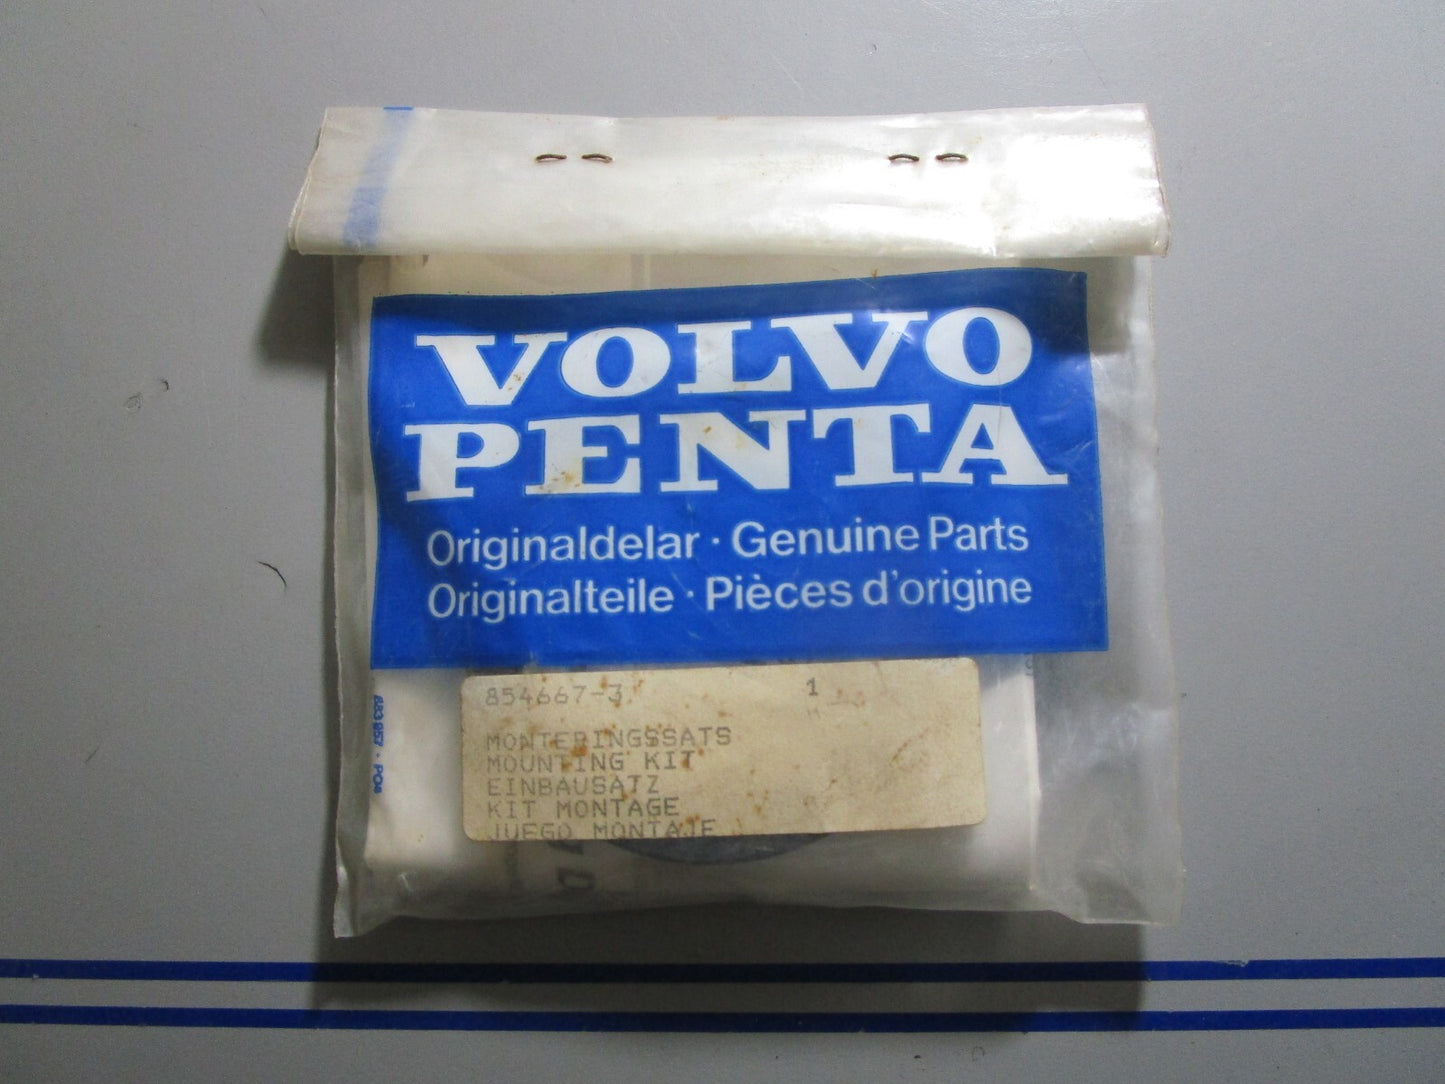 VOLVO
PENTA
Originaldelar · Genuine Parts
Originalteile · Pièces d'origine
854667-3 1
MONTERINGSSATS
MOUNTING KIT
EINBAUSATZ
KIT MONTAGE
JUEGO MONTAJE